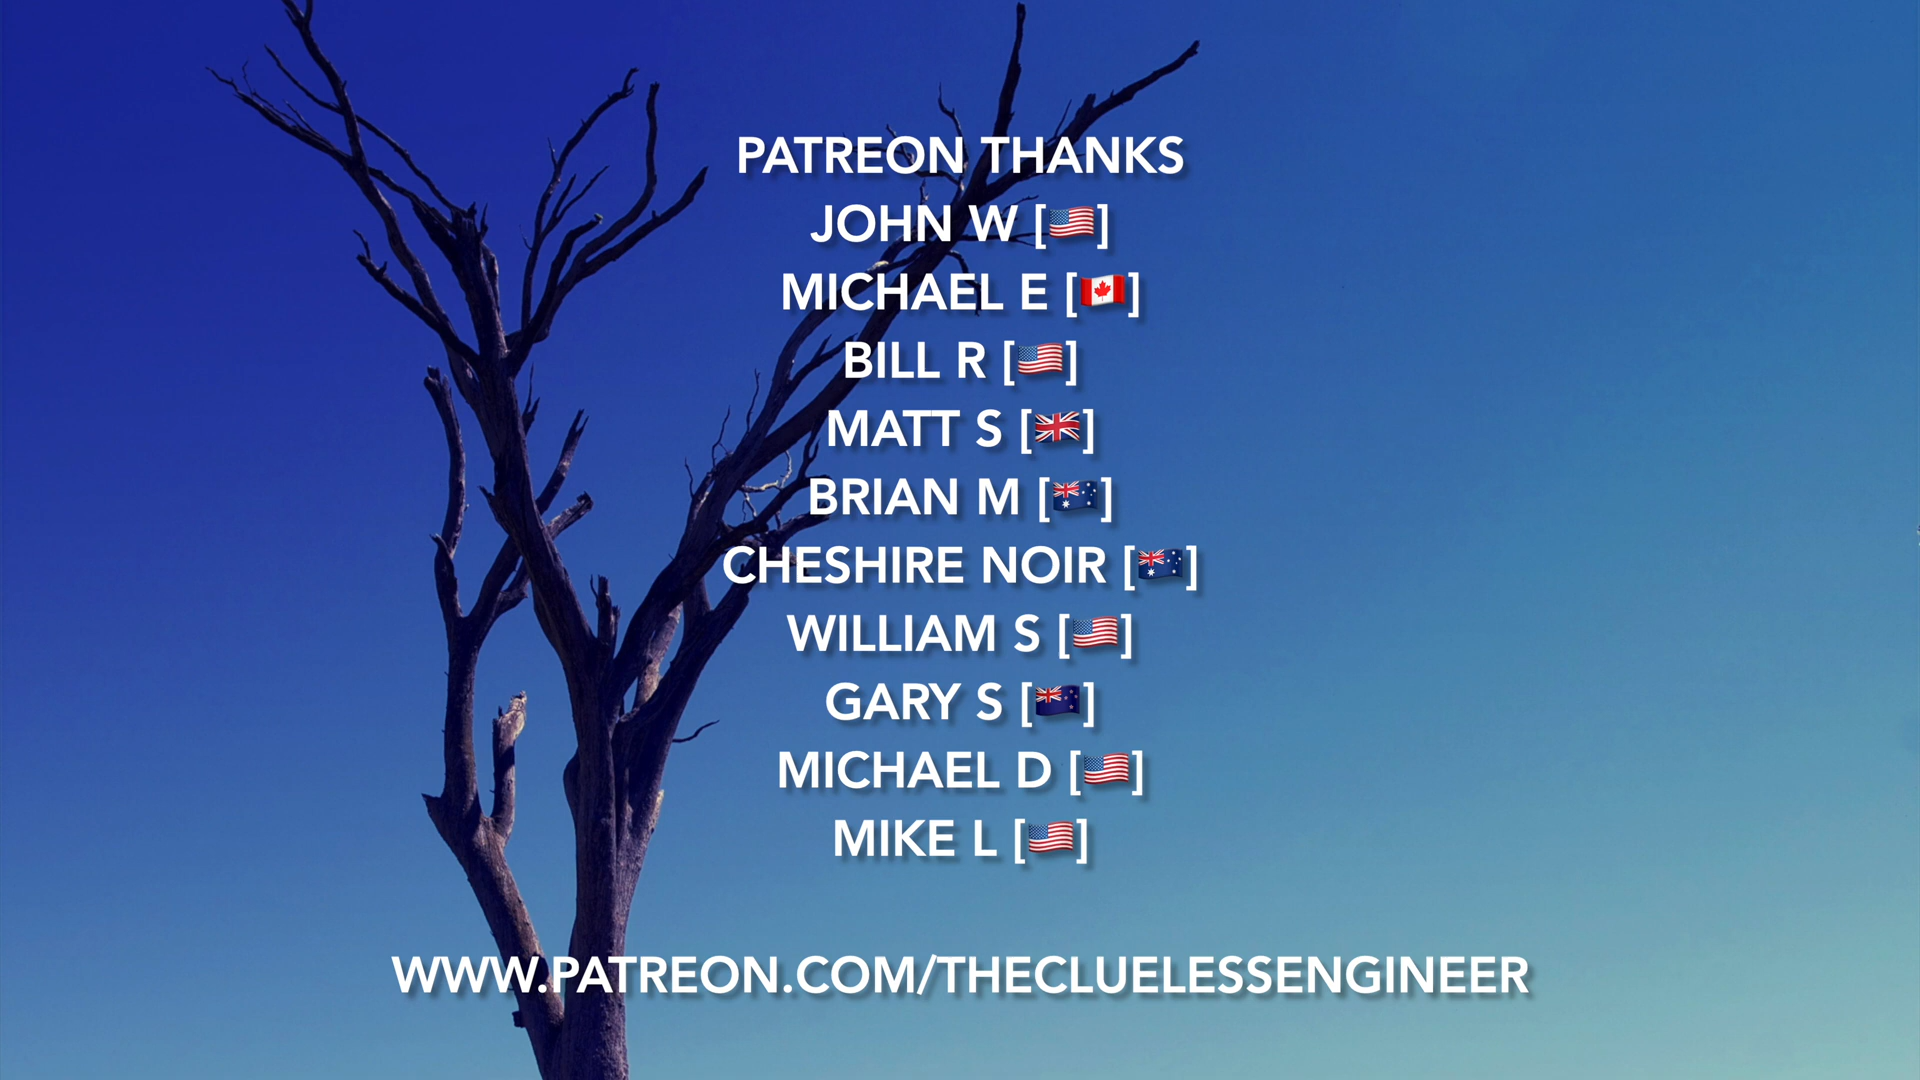 PATREON THANKS
JOHN W [🇺🇸]
MICHAEL E [🇨🇦]
BILL R [🇺🇸]
MATT S [🇬🇧]
BRIAN M [🇦🇺]
CHESHIRE NOIR [🇦🇺]
WILLIAM S [🇺🇸]
GARY S [🇳🇿]
MICHAEL D [🇺🇸]
MIKE L [🇺🇸]
WWW.PATREON.COM/THECLUELESSENGINEER